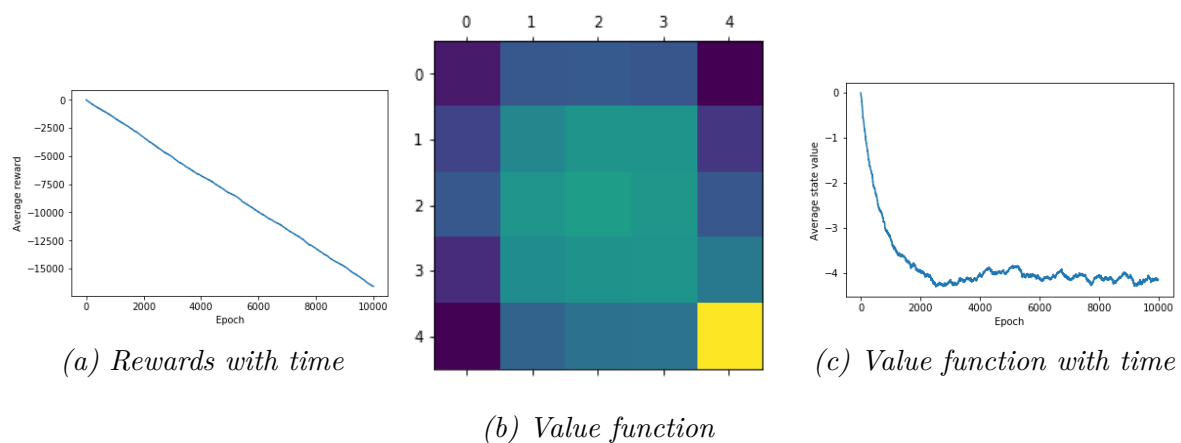 0 1 2 3 4
0
1
2
3
4
0
−2500
−5000
−7500
−10000
−12500
−15000
Average reward
0 2000 4000 6000 8000 10000
Epoch
(a) Rewards with time
(b) Value function
0
−1
−2
−3
−4
Average state value
0 2000 4000 6000 8000 10000
Epoch
(c) Value function with time